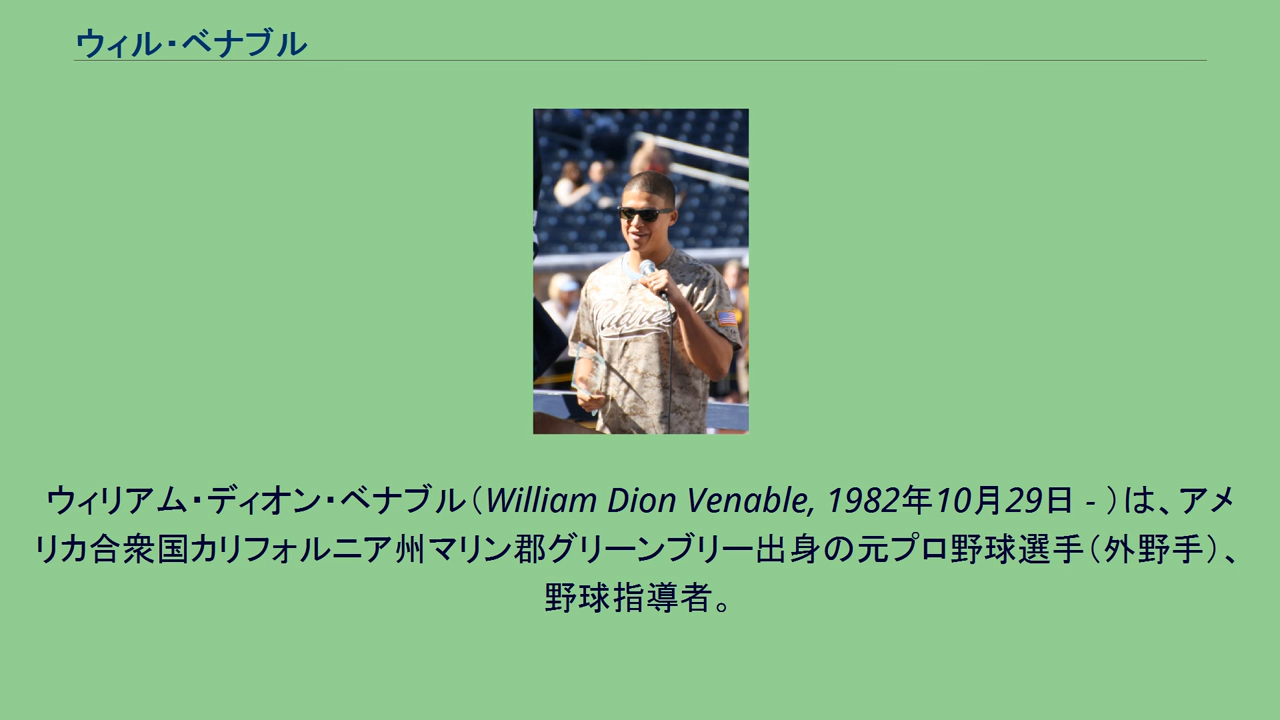 ウィル・ベナブル
Padres
ウィリアム・ディオン・ベナブル（William Dion Venable, 1982年10月29日 - ）は、アメ
リカ合衆国カリフォルニア州マリン郡グリーンブリー出身の元プロ野球選手（外野手）、
野球指導者。